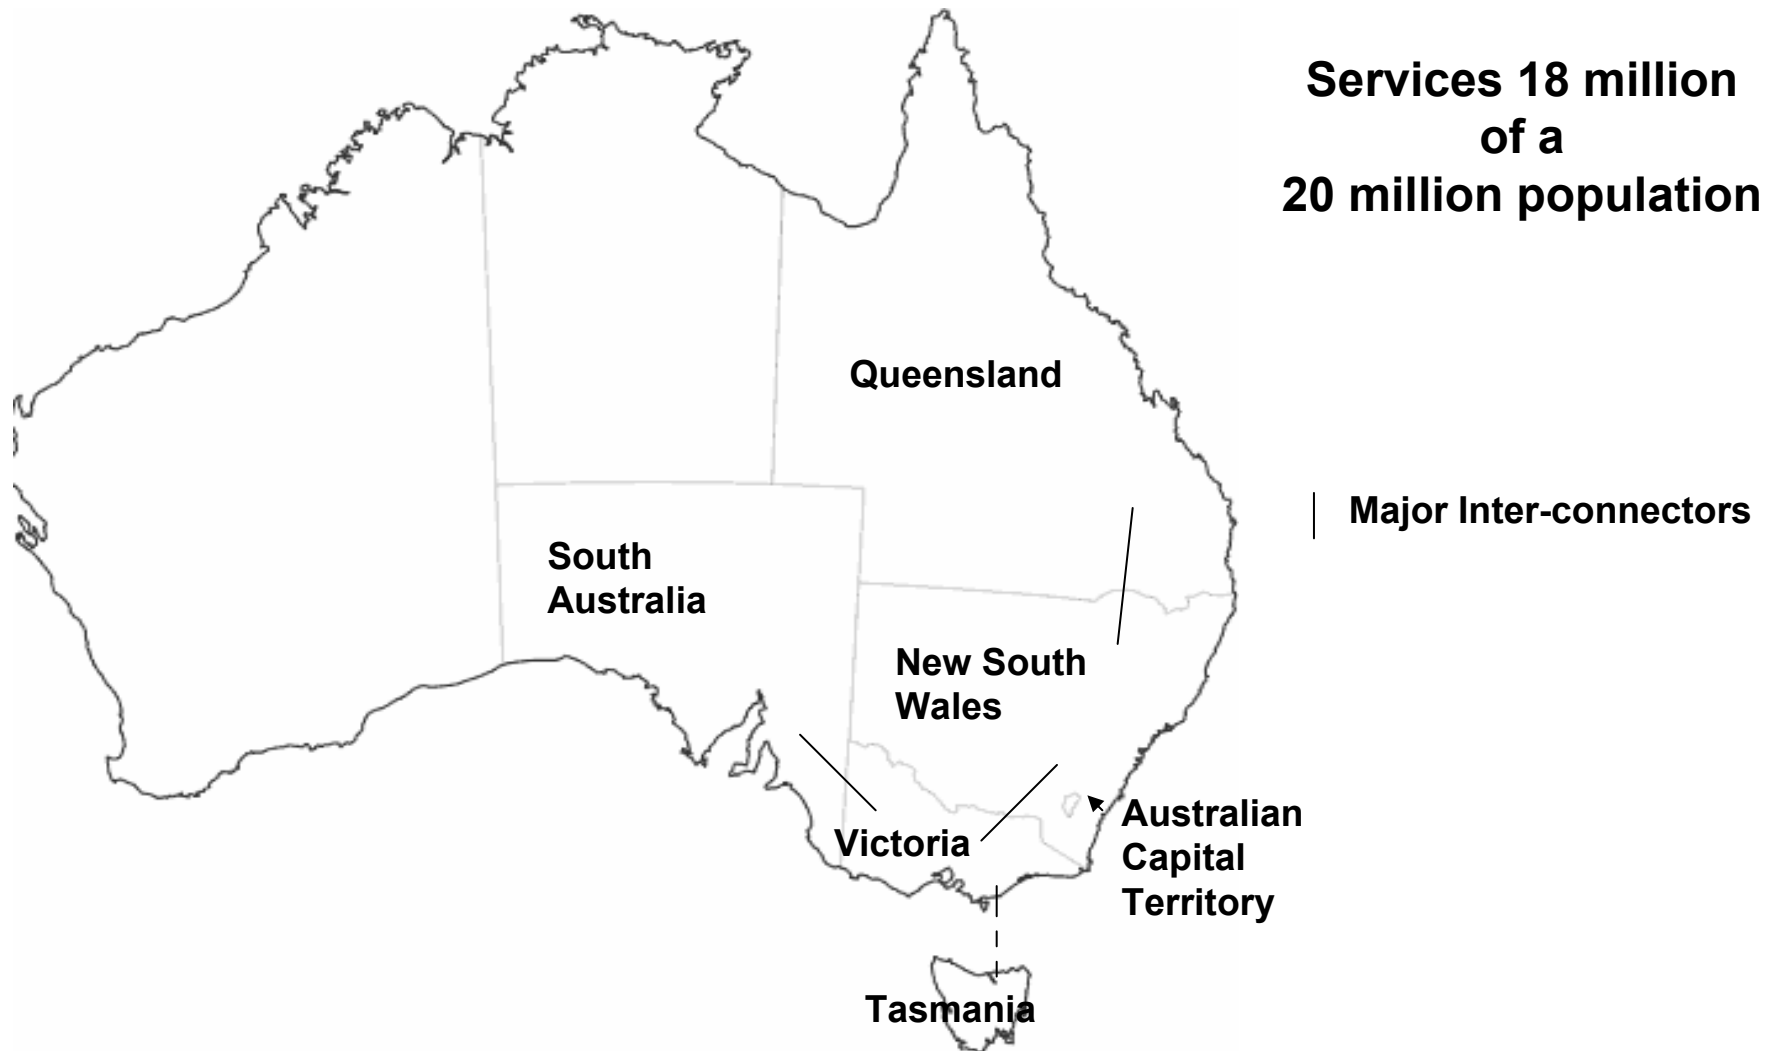 Services 18 million
of a
20 million population
Queensland
Major Inter-connectors
South
Australia
New South
Wales
Australian
Capital
Territory
Victoria
Tasmania